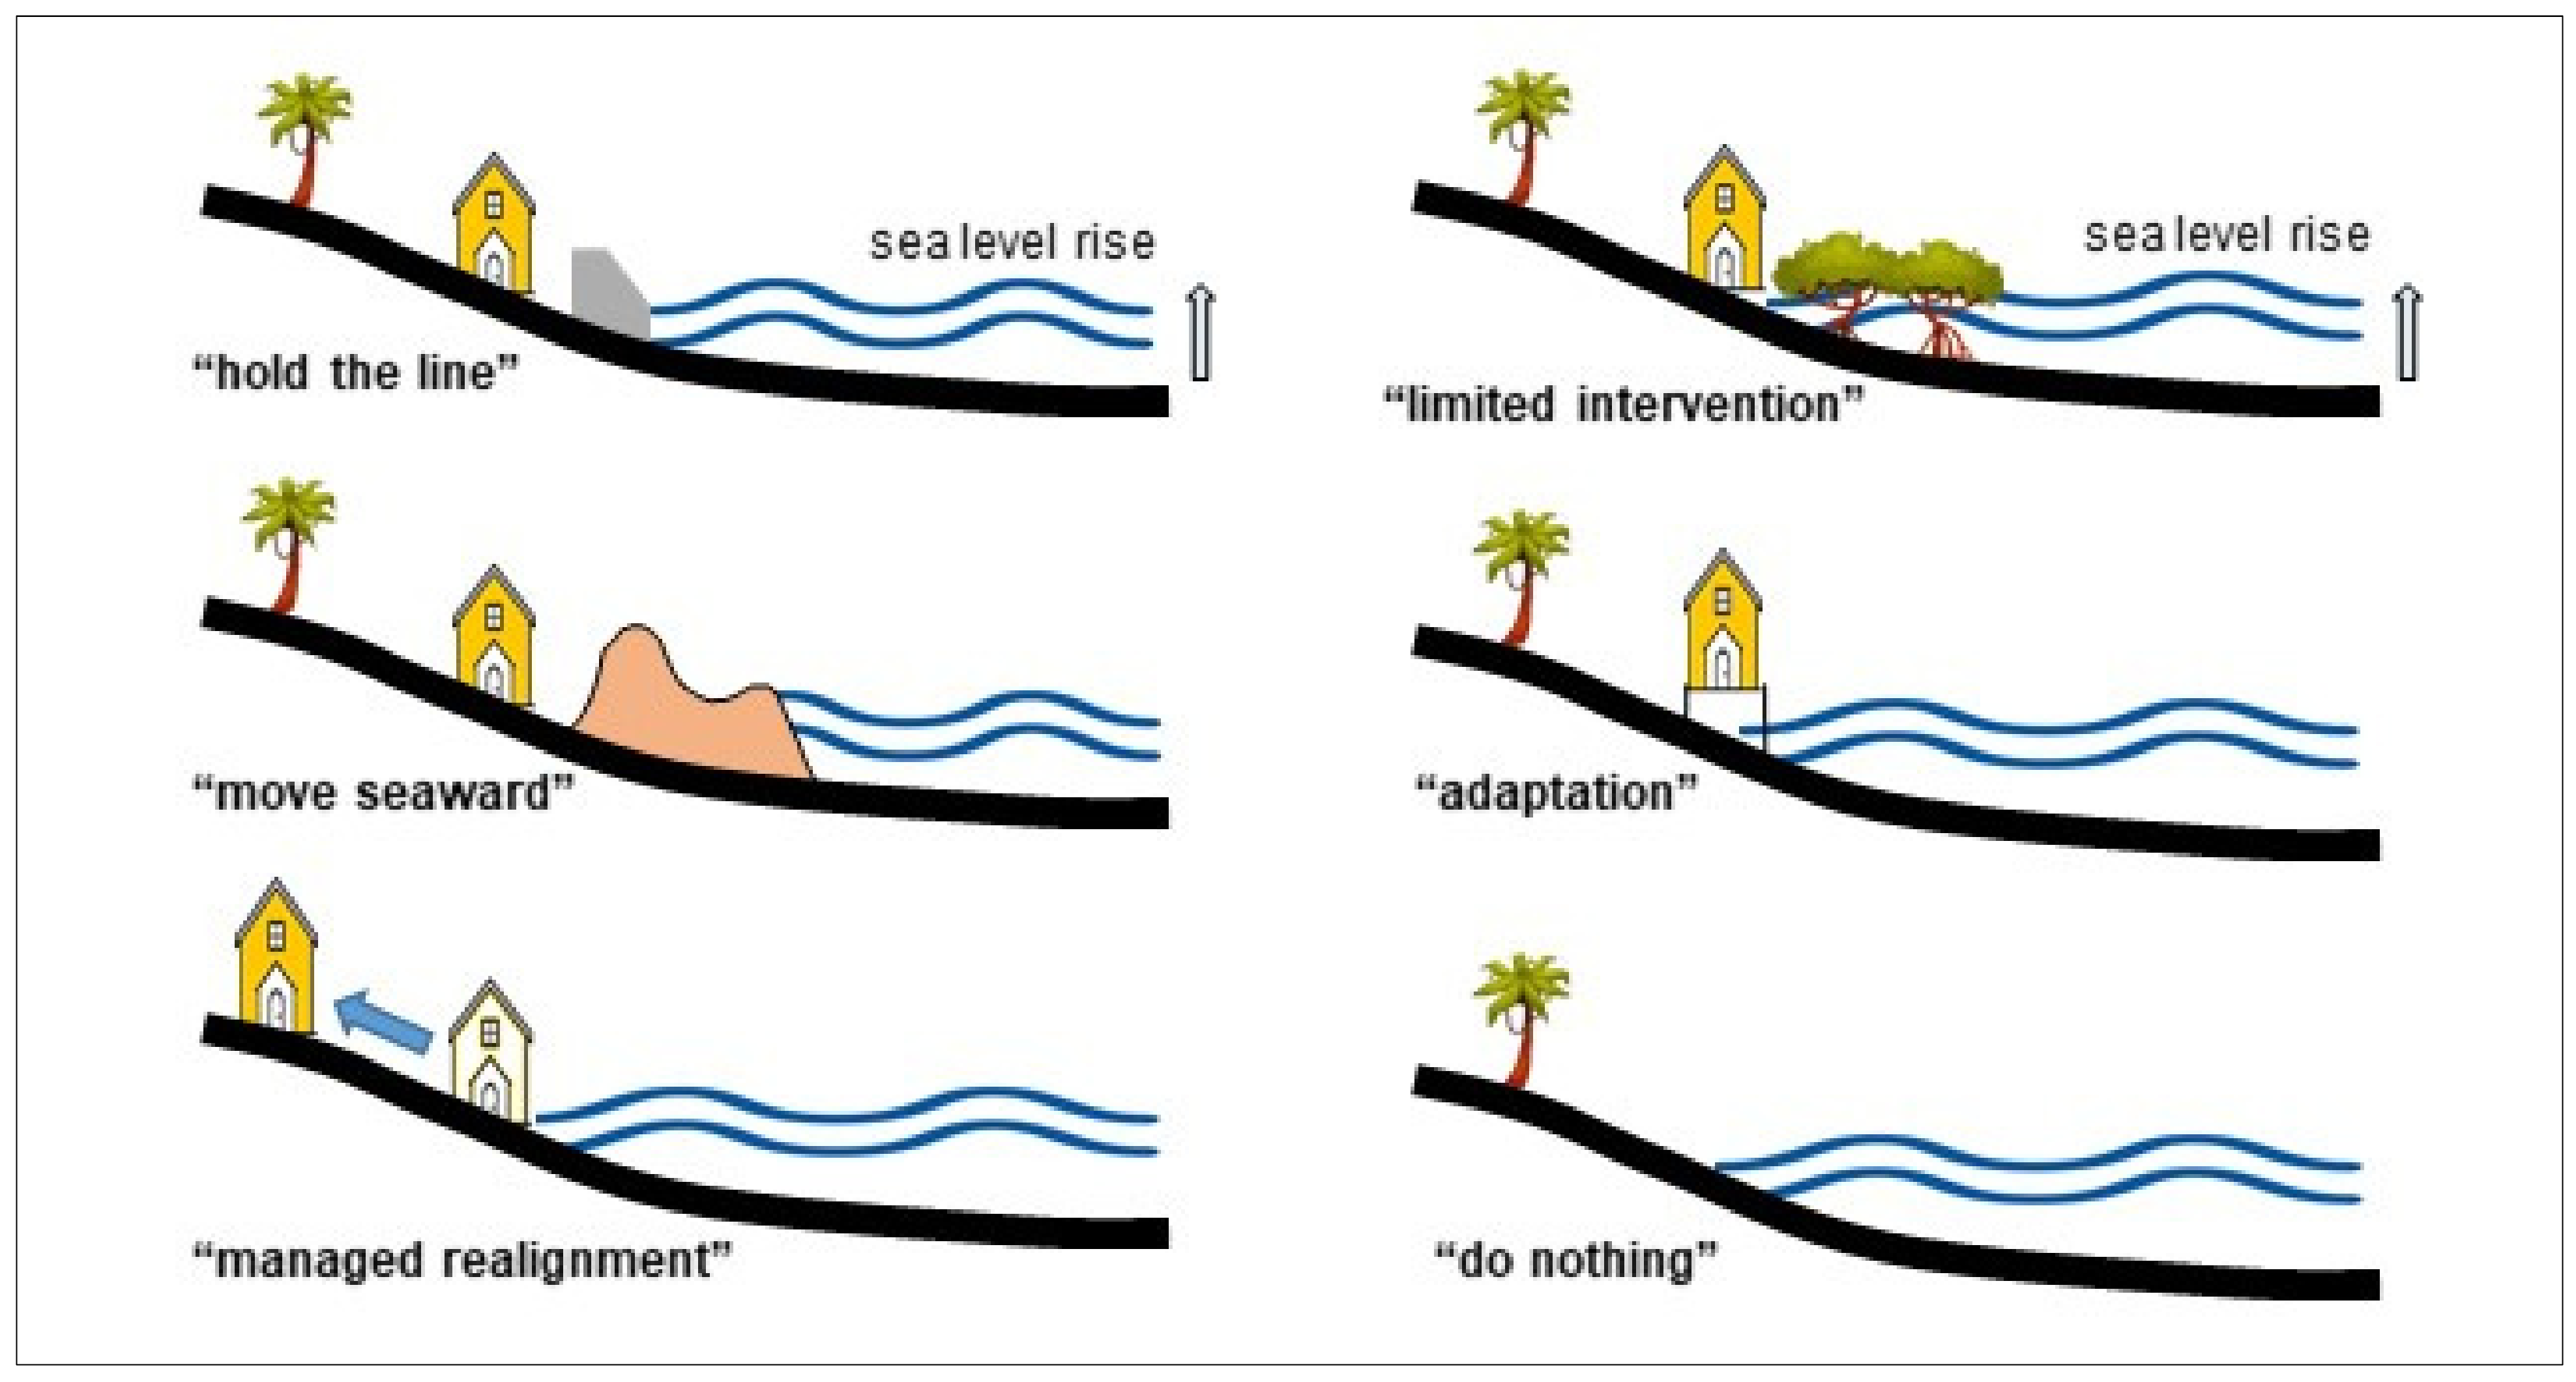 sea level rise
“hold the line”
sea level rise
“limited intervention”
“move seaward”
“adaptation”
“managed realignment”
“do nothing”